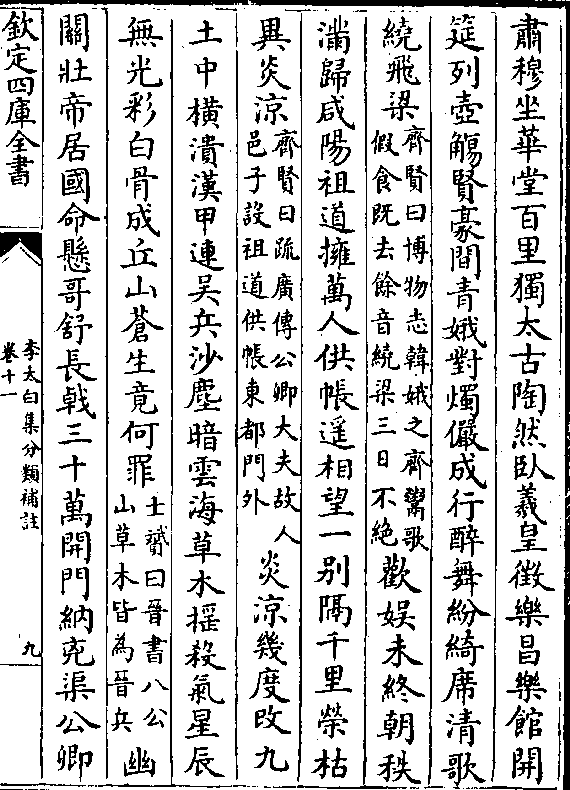 肅穆坐華堂百里獨太古陶然臥羲皇徵樂昌樂館開
筵列壺觴賢豪間青娥對燭儼成行醉舞紛綺席清歌
繞飛梁齊賢曰博物志韓娥之齊鬻歌
假食既去餘音繞梁三日不絶歡娱未終朝秩
滿歸咸陽祖道擁萬人供帳遥相望一别隔千里榮枯
異炎涼齊賢曰疏廣傳公卿大夫故人
邑子設祖道供帳東都門外炎涼幾度改九
土中橫潰漢甲連吳兵沙塵暗雲海草木摇殺氣星辰
無光彩白骨成丘山蒼生竟何罪士贇曰晉書八公
山草木皆為晉兵幽
關壯帝居國命懸哥舒長戟三十萬開門納兇渠公卿
欽定四庫全書
李太白集分類補註
卷十一
九